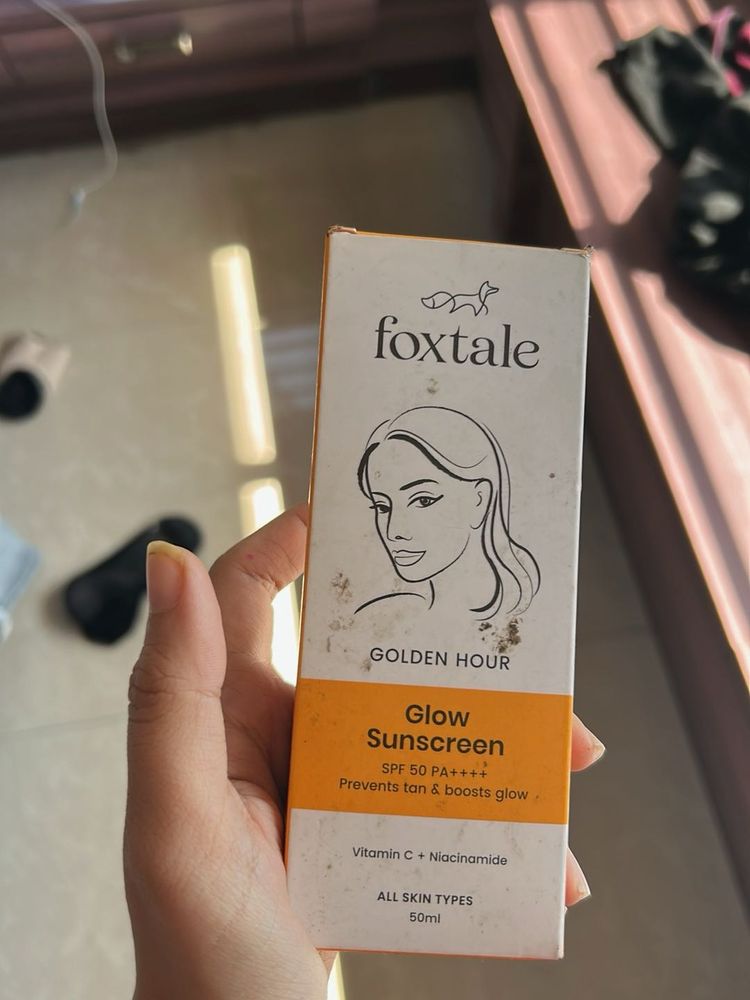 foxtale
GOLDEN HOUR
Glow
Sunscreen
SPF 50 PA++++
Prevents tan & boosts glow
Vitamin C + Niacinamide
ALL SKIN TYPES
50ml